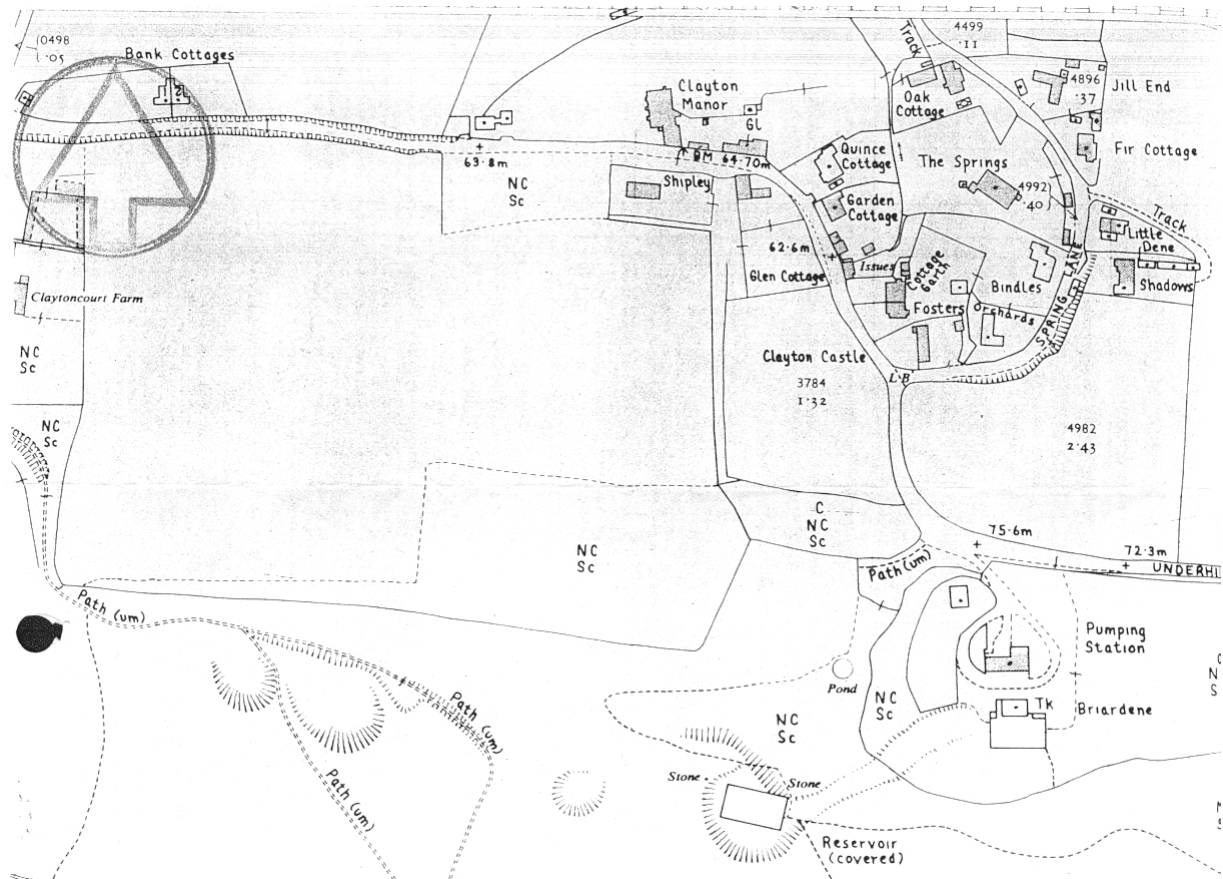 0498
.05
Bank Cottages
2
Track
4499
.11
4896
.37
Jill End
Clayton
Manor
Gl
Oak
Cottage
Quince
Cottage
The Springs
Fir Cottage
63.8m
BM 64.70m
NC
Sc
Shipley
Garden
Cottage
4992
.40
Track
Little
Dene
62.6m
Glen Cottage
Issues
Cottage
Garth
Bindles
SPRING LANE
Shadows
Claytoncourt Farm
Fosters
Orchards
NC
Sc
Clayton Castle
3784
1.32
LB
NC
Sc
4982
2.43
C
NC
Sc
75.6m
72.3m
UNDERHI
NC
Sc
Path (um)
Path (um)
Pumping
Station
Pond
NC
Sc
Tk
Briardene
NC
Sc
Path (um)
Path (um)
Stone
Stone
Reservoir
(covered)